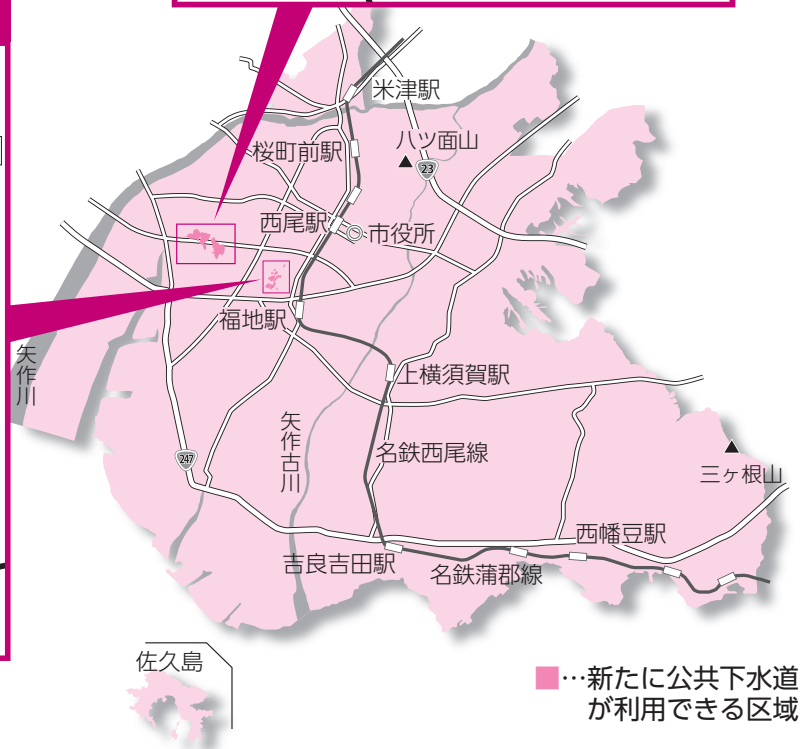 米津駅
八ツ面山
桜町前駅
23
西尾駅
市役所
福地駅
矢作川
上横須賀駅
矢作古川
名鉄西尾線
247
三ヶ根山
西幡豆駅
吉良吉田駅
名鉄蒲郡線
佐久島
…新たに公共下水道
が利用できる区域